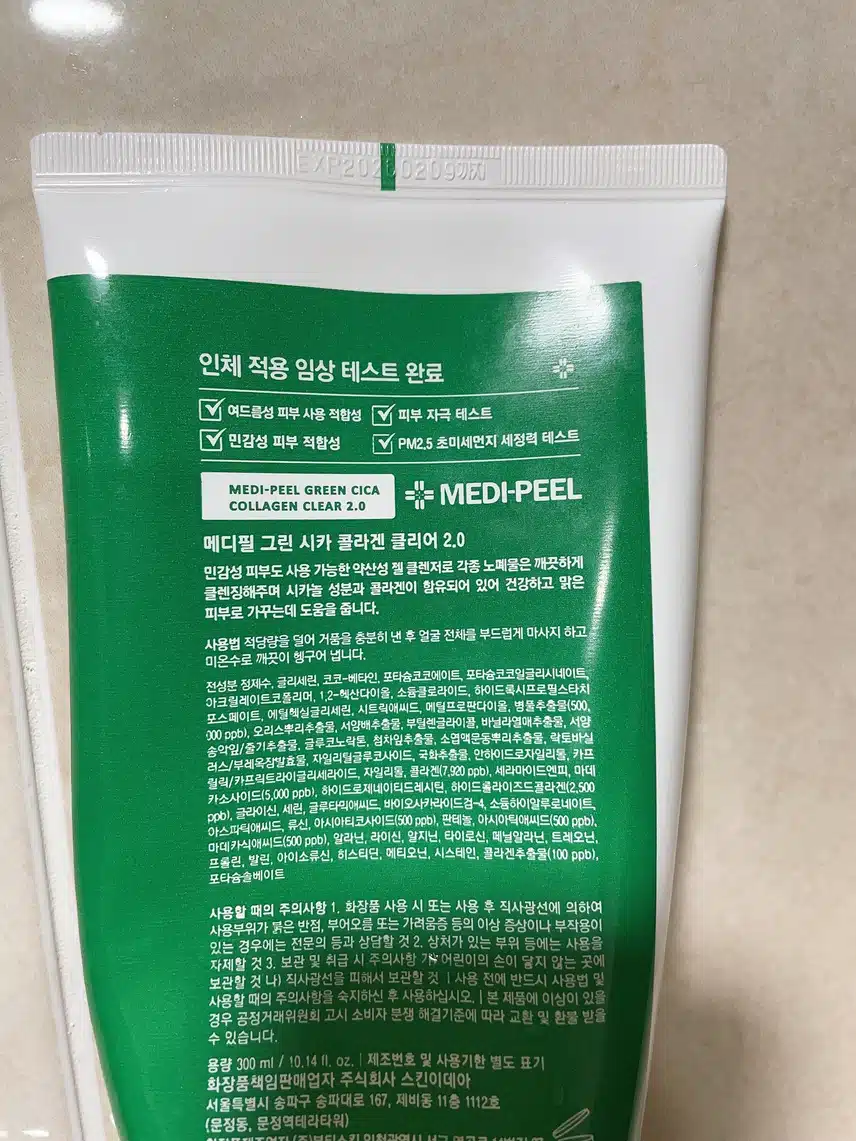 EXP20260209까지
인체 적용 임상 테스트 완료
여드름성 피부 사용 적합성 피부 자극 테스트
민감성 피부 적합성 PM2.5 초미세먼지 세정력 테스트
MEDI-PEEL GREEN CICA
COLLAGEN CLEAR 2.0
MEDI-PEEL
메디필 그린 시카 콜라겐 클리어 2.0
민감성 피부도 사용 가능한 약산성 젤 클렌저로 각종 노폐물은 깨끗하게
클렌징해주며 시카놀 성분과 콜라겐이 함유되어 있어 건강하고 맑은
피부로 가꾸는데 도움을 줍니다.
사용법 적당량을 덜어 거품을 충분히 낸 후 얼굴 전체를 부드럽게 마사지 하고
미온수로 깨끗이 헹구어 냅니다.
전성분 정제수, 글리세린, 코코-베타인, 포타슘코코에이트, 포타슘코코일글리시네이트,
아크릴레이트코폴리머, 1,2-헥산다이올, 소듐클로라이드, 하이드록시프로필스타치
포스페이트, 에틸헥실글리세린, 시트릭애씨드, 메틸프로판다이올, 병풀추출물(500,
000 ppb), 오리스뿌리추출물, 서양배추출물, 부틸렌글라이콜, 바닐라열매추출물, 서양
송악잎/줄기추출물, 글루코노락톤, 첨차잎추출물, 소엽맥문동뿌리추출물, 락토바실
러스/부레옥잠발효물, 자일리틸글루코사이드, 국화추출물, 안하이드로자일리톨, 카프
릴릭/카프릭트라이글리세라이드, 자일리톨, 콜라겐(7,920 ppb), 세라마이드엔피, 마데
카소사이드(5,000 ppb), 하이드로제네이티드레시틴, 하이드롤라이즈드콜라겐(2,500
ppb), 글라이신, 세린, 글루타믹애씨드, 바이오사카라이드검-4, 소듐하이알루로네이트,
아스파틱애씨드, 류신, 아시아티코사이드(500 ppb), 판테놀, 아시아틱애씨드(500 ppb),
마데카식애씨드(500 ppb), 알라닌, 라이신, 알지닌, 타이로신, 페닐알라닌, 트레오닌,
프롤린, 발린, 아이소류신, 히스티딘, 메티오닌, 시스테인, 콜라겐추출물(100 ppb),
포타슘솔베이트
사용할 때의 주의사항 1. 화장품 사용 시 또는 사용 후 직사광선에 의하여
사용부위가 붉은 반점, 부어오름 또는 가려움증 등의 이상 증상이나 부작용이
있는 경우에는 전문의 등과 상담할 것 2. 상처가 있는 부위 등에는 사용을
자제할 것 3. 보관 및 취급 시 주의사항 가) 어린이의 손이 닿지 않는 곳에
보관할 것 나) 직사광선을 피해서 보관할 것 | 사용 전에 반드시 사용법 및
사용할 때의 주의사항을 숙지하신 후 사용하십시오. | 본 제품에 이상이 있을
경우 공정거래위원회 고시 소비자 분쟁 해결기준에 따라 교환 및 환불 받을
수 있습니다.
용량 300 ml / 10.14 fl. oz. | 제조번호 및 사용기한 별도 표기
화장품책임판매업자 주식회사 스킨이데아
서울특별시 송파구 송파대로 167, 제비동 11층 1112호
(문정동, 문정역테라타워)
화장품제조업자 (주)뷰티스킨 인천광역시 서구